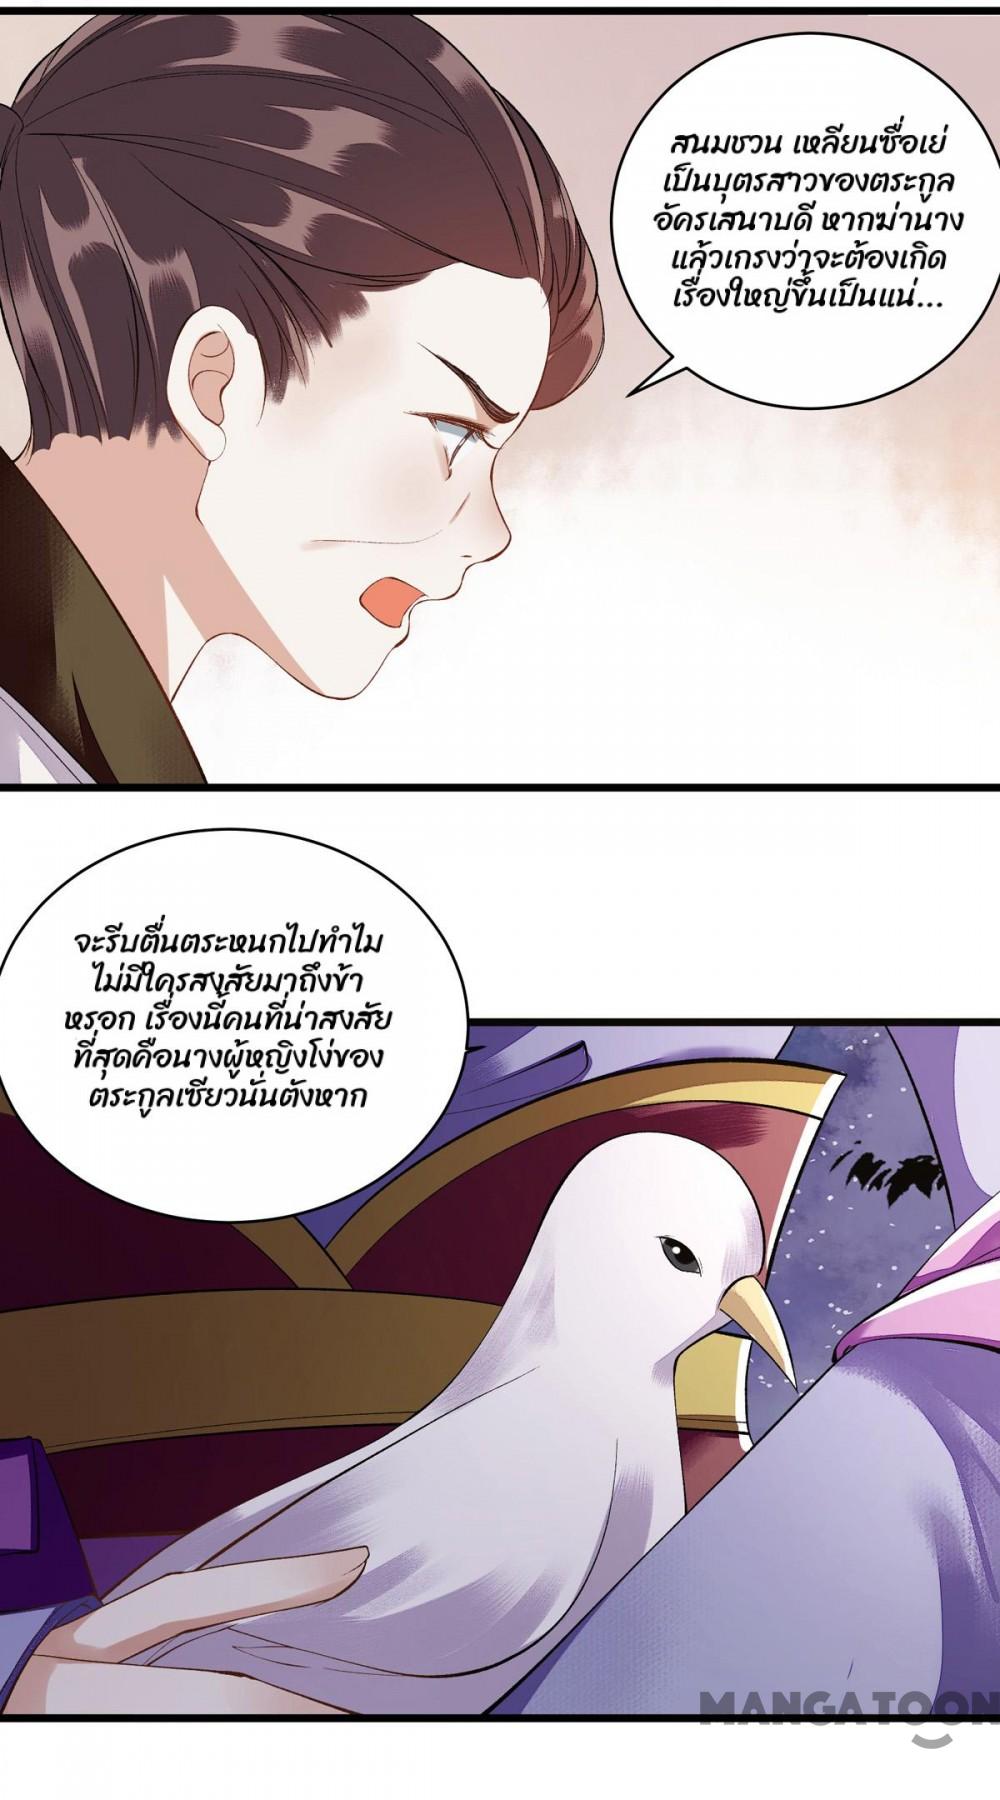 สนมชวน เหลียนซื่อเย่
เป็นบุตรสาวของตระกูล
อัครเสนาบดี หากฆ่านาง
แล้วเกรงว่าจะต้องเกิด
เรื่องใหญ่ขึ้นเป็นแน่...
จะรีบตื่นตระหนกไปทำไม
ไม่มีใครสงสัยมาถึงข้า
หรอก เรื่องนี้คนที่น่าสงสัย
ที่สุดคือนางผู้หญิงโง่ของ
ตระกูลเซียวนั่นตังหาก
MANGATOON